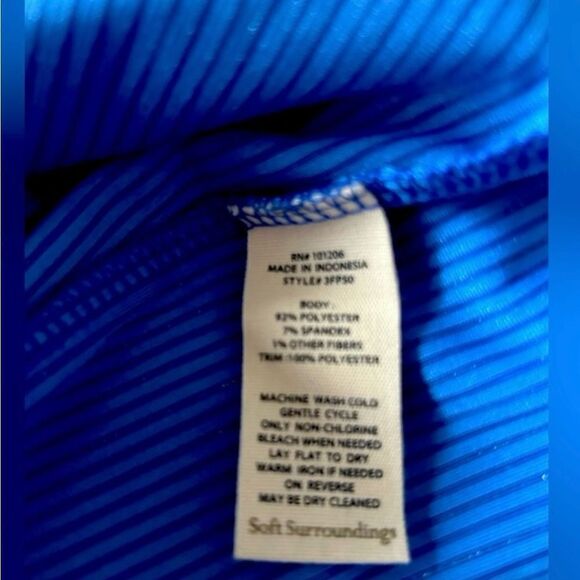 RN# 101206
MADE IN INDONESIA
STYLE# 3FP50
BODY:
92% POLYESTER
7% SPANDEX
1% OTHER FIBERS
TRIM: 100% POLYESTER
MACHINE WASH COLD
GENTLE CYCLE
ONLY NON-CHLORINE
BLEACH WHEN NEEDED
LAY FLAT TO DRY
WARM IRON IF NEEDED
ON REVERSE
MAY BE DRY CLEANED
Soft Surroundings